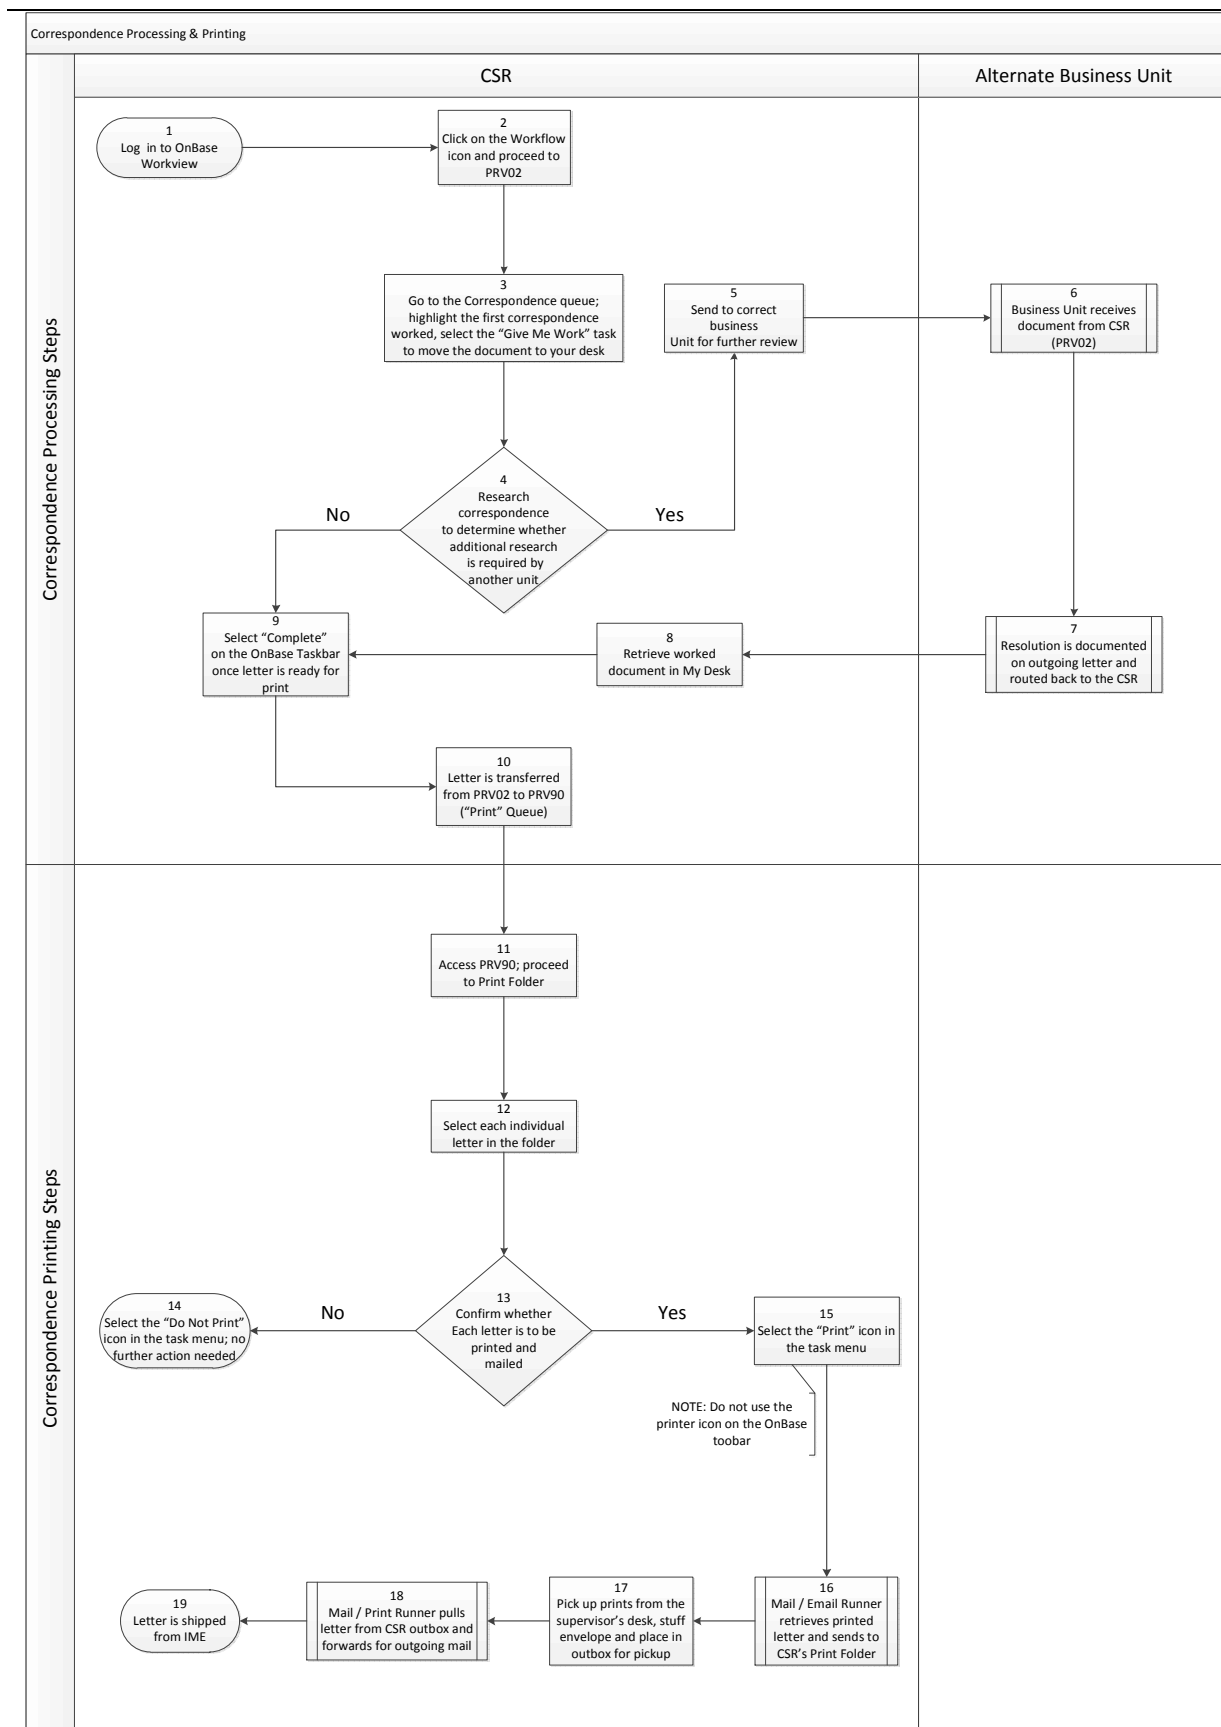 Correspondence Processing & Printing
CSR
Alternate Business Unit
Correspondence Processing Steps
1
Log in to OnBase
Workview
2
Click on the Workflow
icon and proceed to
PRV02
3
Go to the Correspondence queue;
highlight the first correspondence
worked, select the “Give Me Work” task
to move the document to your desk
4
Research
correspondence
to determine whether
additional research
is required by
another unit
No
Yes
5
Send to correct
business
Unit for further review
6
Business Unit receives
document from CSR
(PRV02)
7
Resolution is documented
on outgoing letter and
routed back to the CSR
8
Retrieve worked
document in My Desk
9
Select “Complete”
on the OnBase Taskbar
once letter is ready for
print
10
Letter is transferred
from PRV02 to PRV90
(“Print” Queue)
Correspondence Printing Steps
11
Access PRV90; proceed
to Print Folder
12
Select each individual
letter in the folder
13
Confirm whether
Each letter is to be
printed and
mailed
No
Yes
14
Select the “Do Not Print”
icon in the task menu; no
further action needed
15
Select the “Print” icon in
the task menu
NOTE: Do not use the
printer icon on the OnBase
toobar
16
Mail / Email Runner
retrieves printed
letter and sends to
CSR’s Print Folder
17
Pick up prints from the
supervisor’s desk, stuff
envelope and place in
outbox for pickup
18
Mail / Print Runner pulls
letter from CSR outbox and
forwards for outgoing mail
19
Letter is shipped
from IME